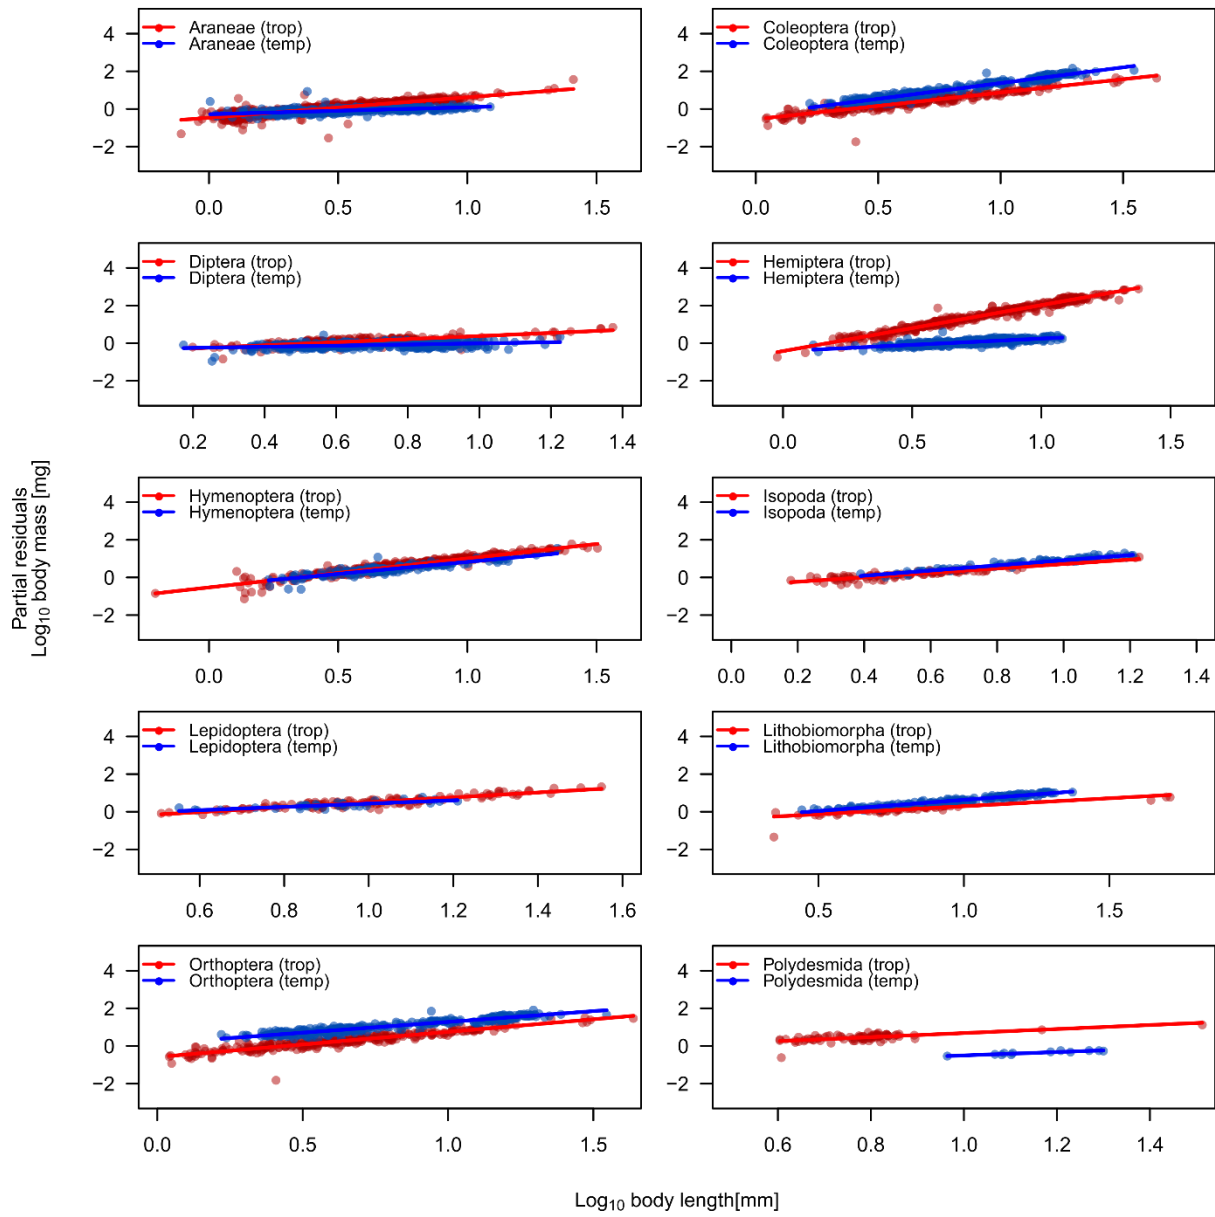 Araneae (trop)
Araneae (temp)
4
2
0
−2
0.0 0.5 1.0 1.5
Coleoptera (trop)
Coleoptera (temp)
4
2
0
−2
0.0 0.5 1.0 1.5
Diptera (trop)
Diptera (temp)
4
2
0
−2
0.2 0.4 0.6 0.8 1.0 1.2 1.4
Hemiptera (trop)
Hemiptera (temp)
4
2
0
−2
0.0 0.5 1.0 1.5
Partial residuals
Log₁₀ body mass [mg]
Hymenoptera (trop)
Hymenoptera (temp)
4
2
0
−2
0.0 0.5 1.0 1.5
Isopoda (trop)
Isopoda (temp)
4
2
0
−2
0.0 0.2 0.4 0.6 0.8 1.0 1.2 1.4
Lepidoptera (trop)
Lepidoptera (temp)
4
2
0
−2
0.6 0.8 1.0 1.2 1.4 1.6
Lithobiomorpha (trop)
Lithobiomorpha (temp)
4
2
0
−2
0.5 1.0 1.5
Orthoptera (trop)
Orthoptera (temp)
4
2
0
−2
0.0 0.5 1.0 1.5
Polydesmida (trop)
Polydesmida (temp)
4
2
0
−2
0.6 0.8 1.0 1.2 1.4
Log₁₀ body length[mm]